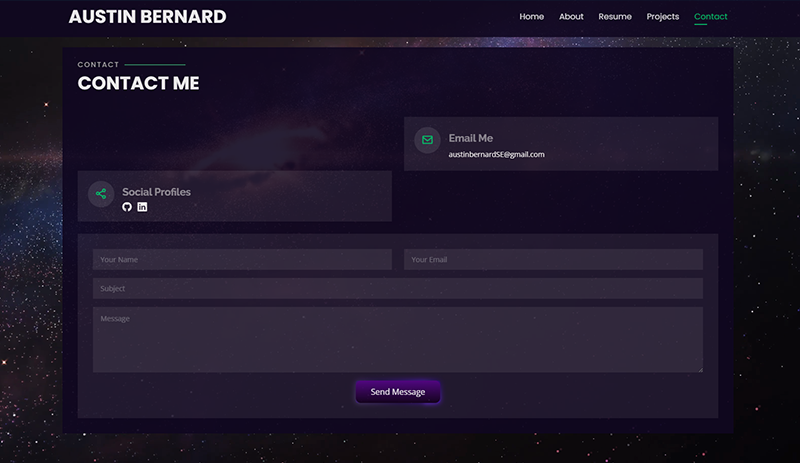 AUSTIN BERNARD
Home About Resume Projects Contact
CONTACT
CONTACT ME
Email Me
austinbernardSE@gmail.com
Social Profiles
Your Name
Your Email
Subject
Message
Send Message